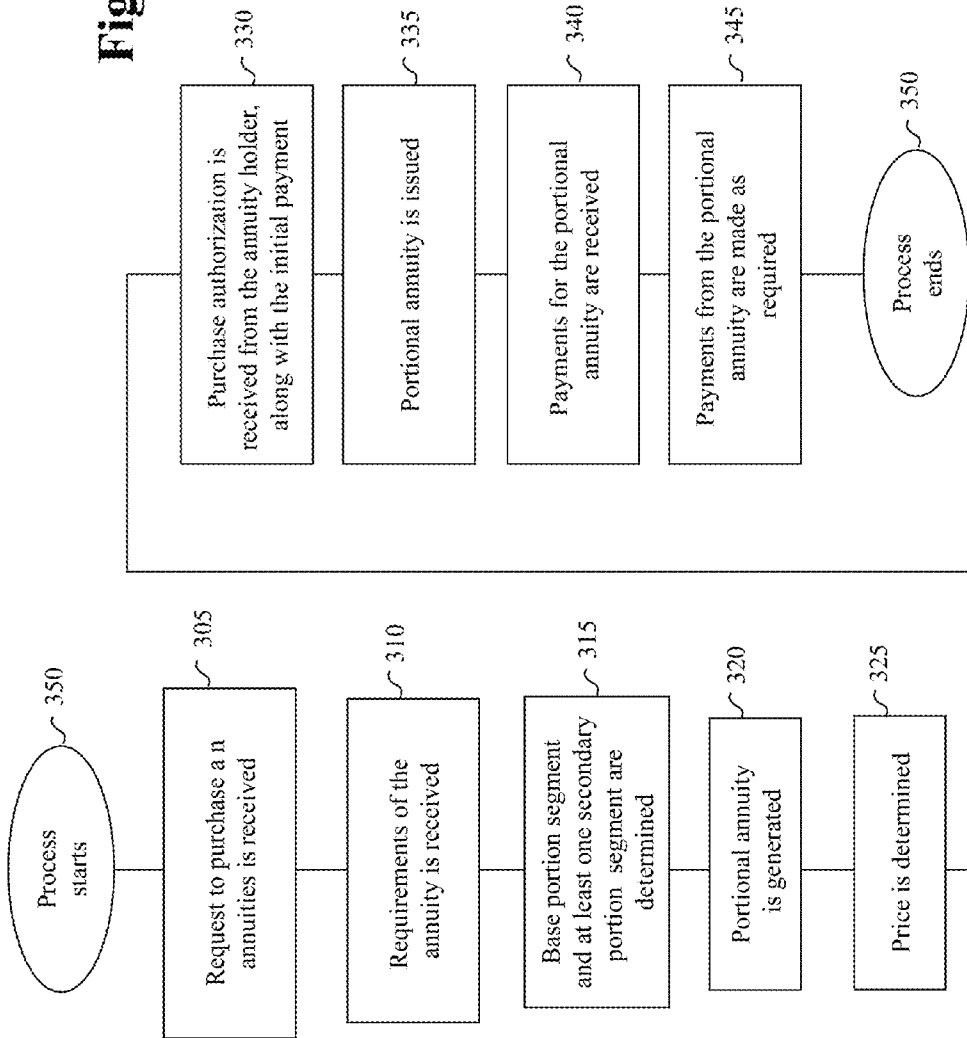 Fig
Process
starts
350
Request to purchase a n
annuities is received
305
Requirements of the
annuity is received
310
Base portion segment
and at least one secondary
portion segment are
determined
315
Portional annuity
is generated
320
Price is determined
325
Purchase authorization is
received from the annuity holder,
along with the initial payment
330
Portional annuity is issued
335
Payments for the portional
annuity are received
340
Payments from the portional
annuity are made as
required
345
Process
ends
350